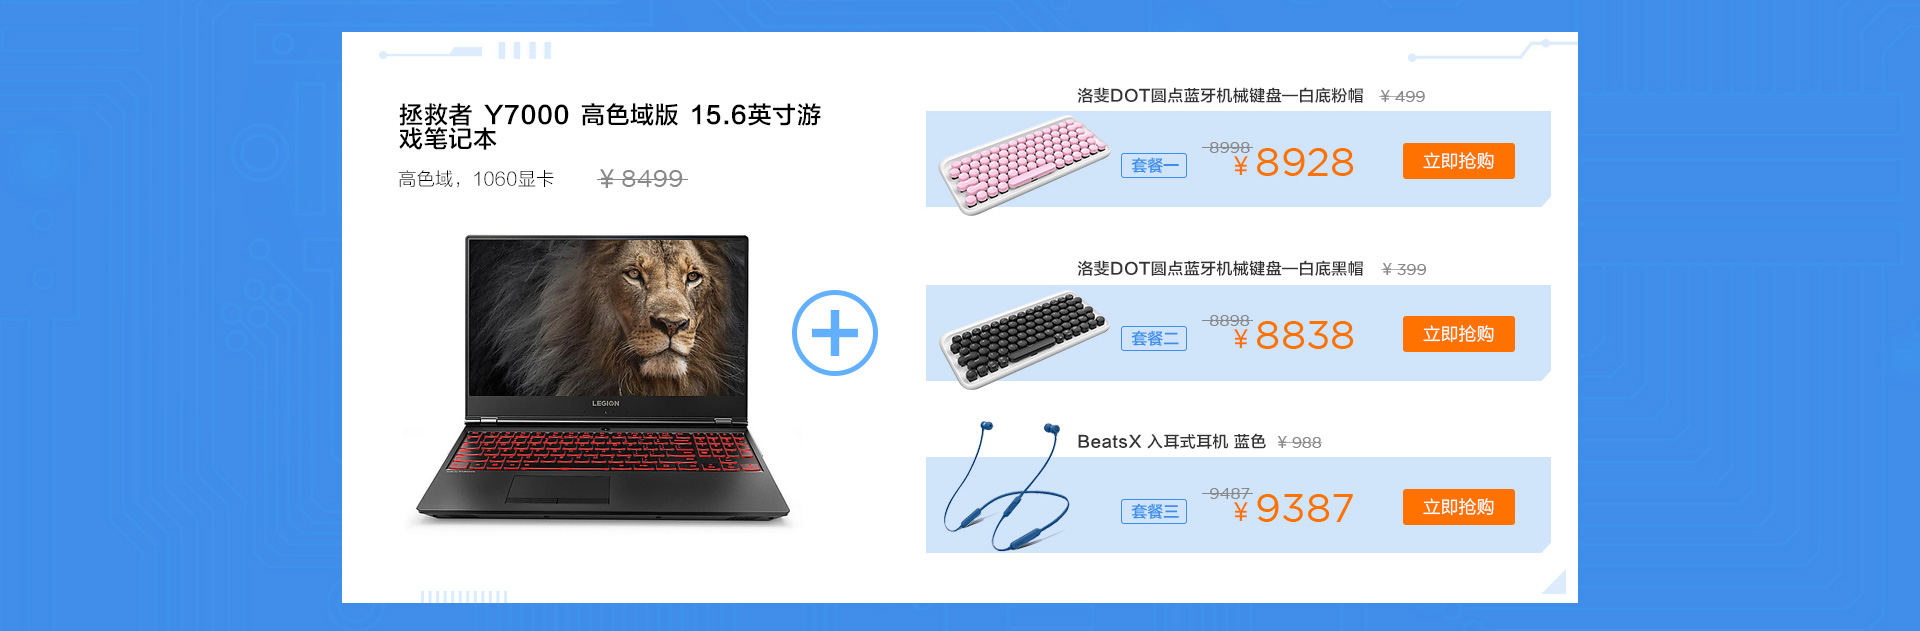 拯救者 Y7000 高色域版 15.6英寸游
戏笔记本
高色域，1060显卡 ¥ 8499
LEGION
洛斐DOT圆点蓝牙机械键盘—白底粉帽 ¥ 499
套餐一 8998 ¥ 8928 立即抢购
洛斐DOT圆点蓝牙机械键盘—白底黑帽 ¥ 399
套餐二 8898 ¥ 8838 立即抢购
BeatsX 入耳式耳机 蓝色 ¥ 988
套餐三 9487 ¥ 9387 立即抢购